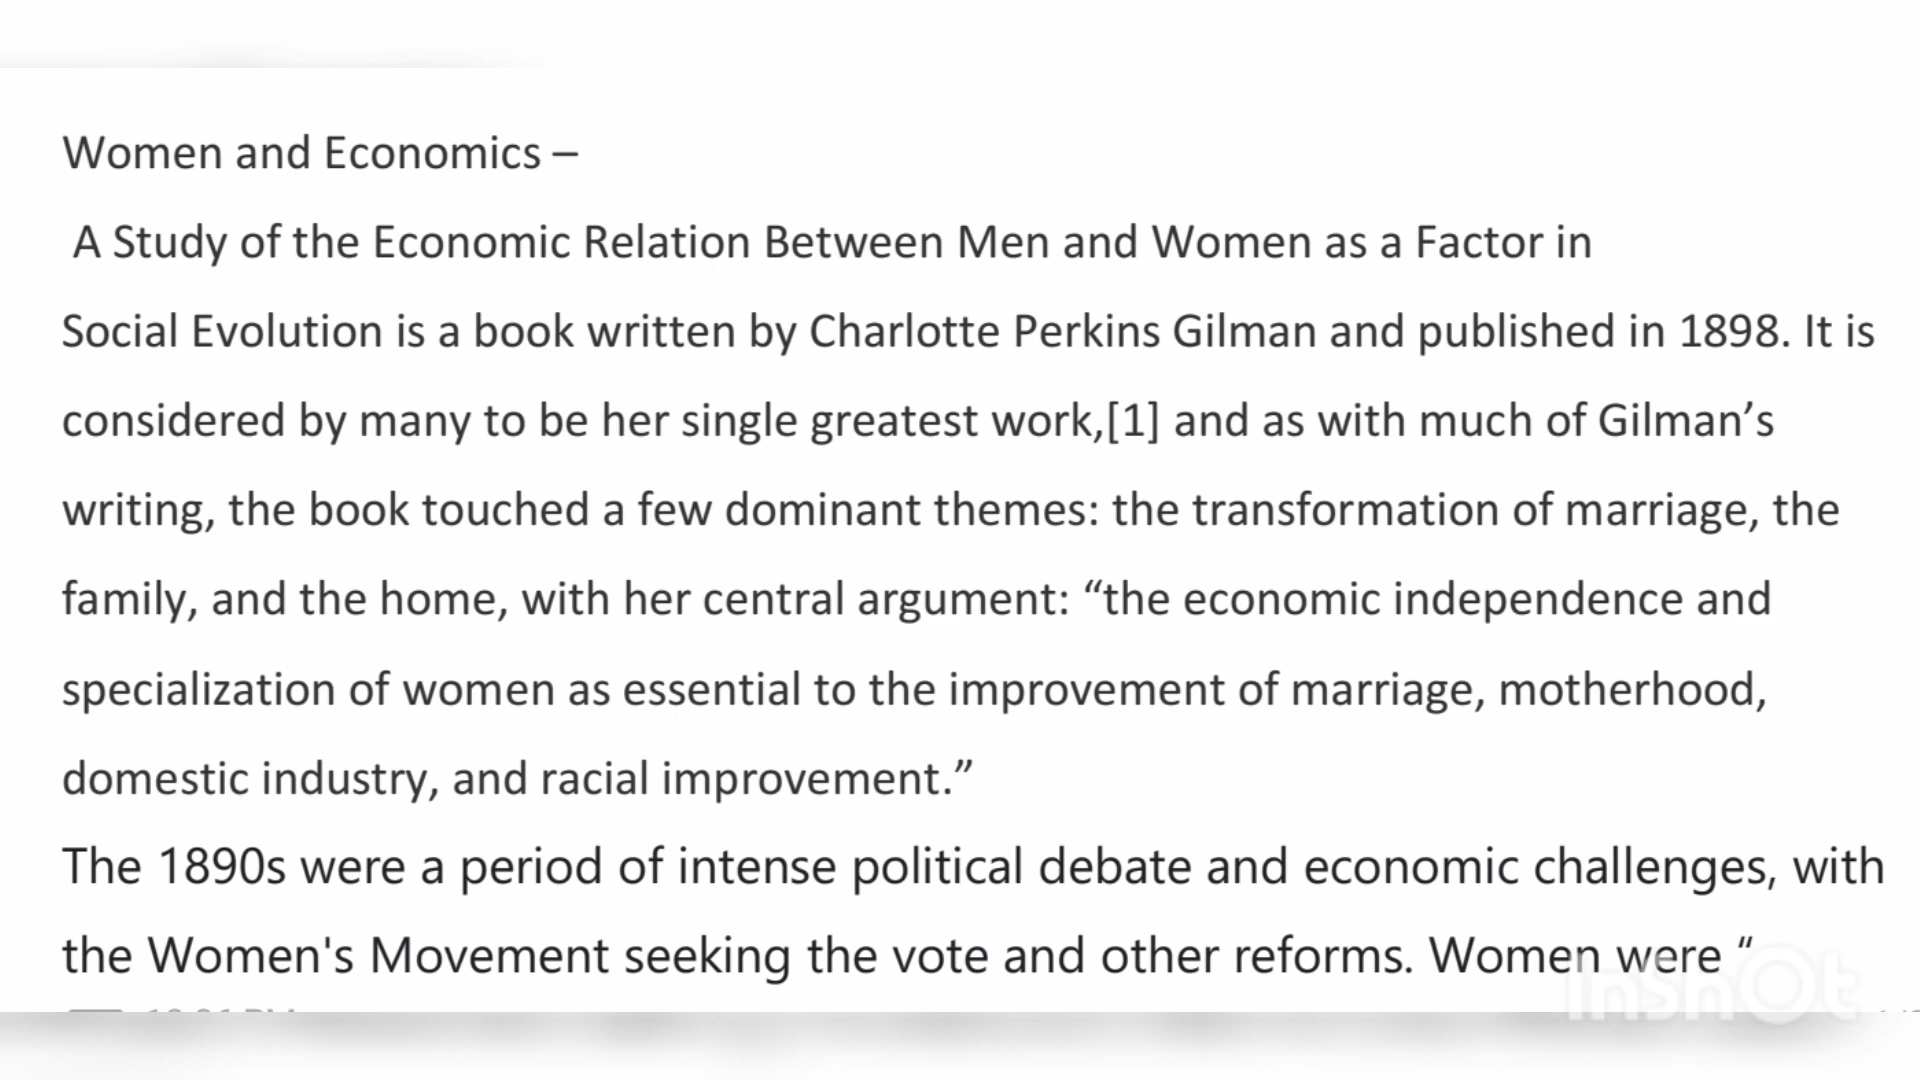 Women and Economics –
A Study of the Economic Relation Between Men and Women as a Factor in
Social Evolution is a book written by Charlotte Perkins Gilman and published in 1898. It is
considered by many to be her single greatest work,[1] and as with much of Gilman’s
writing, the book touched a few dominant themes: the transformation of marriage, the
family, and the home, with her central argument: “the economic independence and
specialization of women as essential to the improvement of marriage, motherhood,
domestic industry, and racial improvement.”
The 1890s were a period of intense political debate and economic challenges, with
the Women's Movement seeking the vote and other reforms. Women were “
InShOt